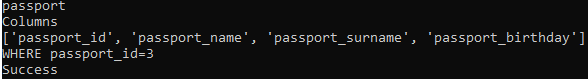 passport
Columns
['passport_id', 'passport_name', 'passport_surname', 'passport_birthday']
WHERE passport_id=3
Success